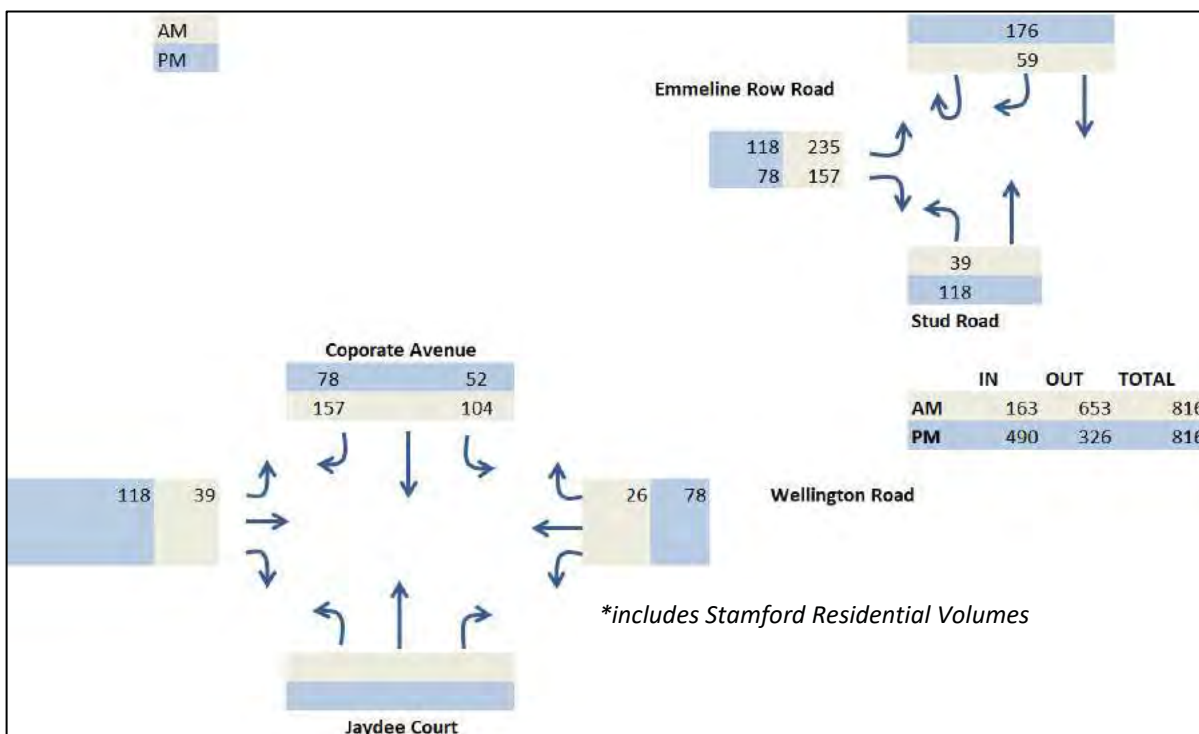 AM
PM
176
59
Emmeline Row Road
118 235
78 157
39
118
Stud Road
Coporate Avenue
78 52
157 104
IN OUT TOTAL
AM 163 653 816
PM 490 326 816
118 39
26 78
Wellington Road
*includes Stamford Residential Volumes
Jaydee Court